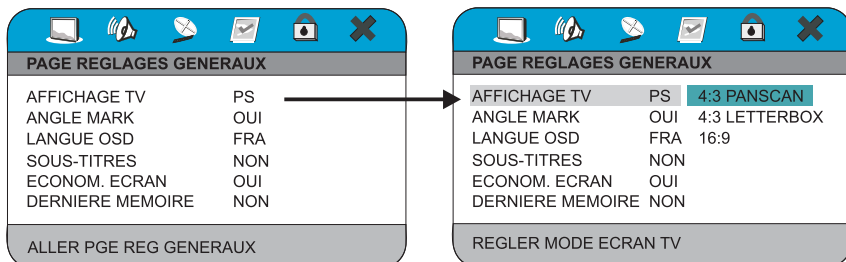 PAGE REGLAGES GENERAUX
AFFICHAGE TV PS
ANGLE MARK OUI
LANGUE OSD FRA
SOUS-TITRES NON
ECONOM. ECRAN OUI
DERNIERE MEMOIRE NON
ALLER PGE REG GENERAUX
PAGE REGLAGES GENERAUX
AFFICHAGE TV PS 4:3 PANSCAN
ANGLE MARK OUI 4:3 LETTERBOX
LANGUE OSD FRA 16:9
SOUS-TITRES NON
ECONOM. ECRAN OUI
DERNIERE MEMOIRE NON
REGLER MODE ECRAN TV